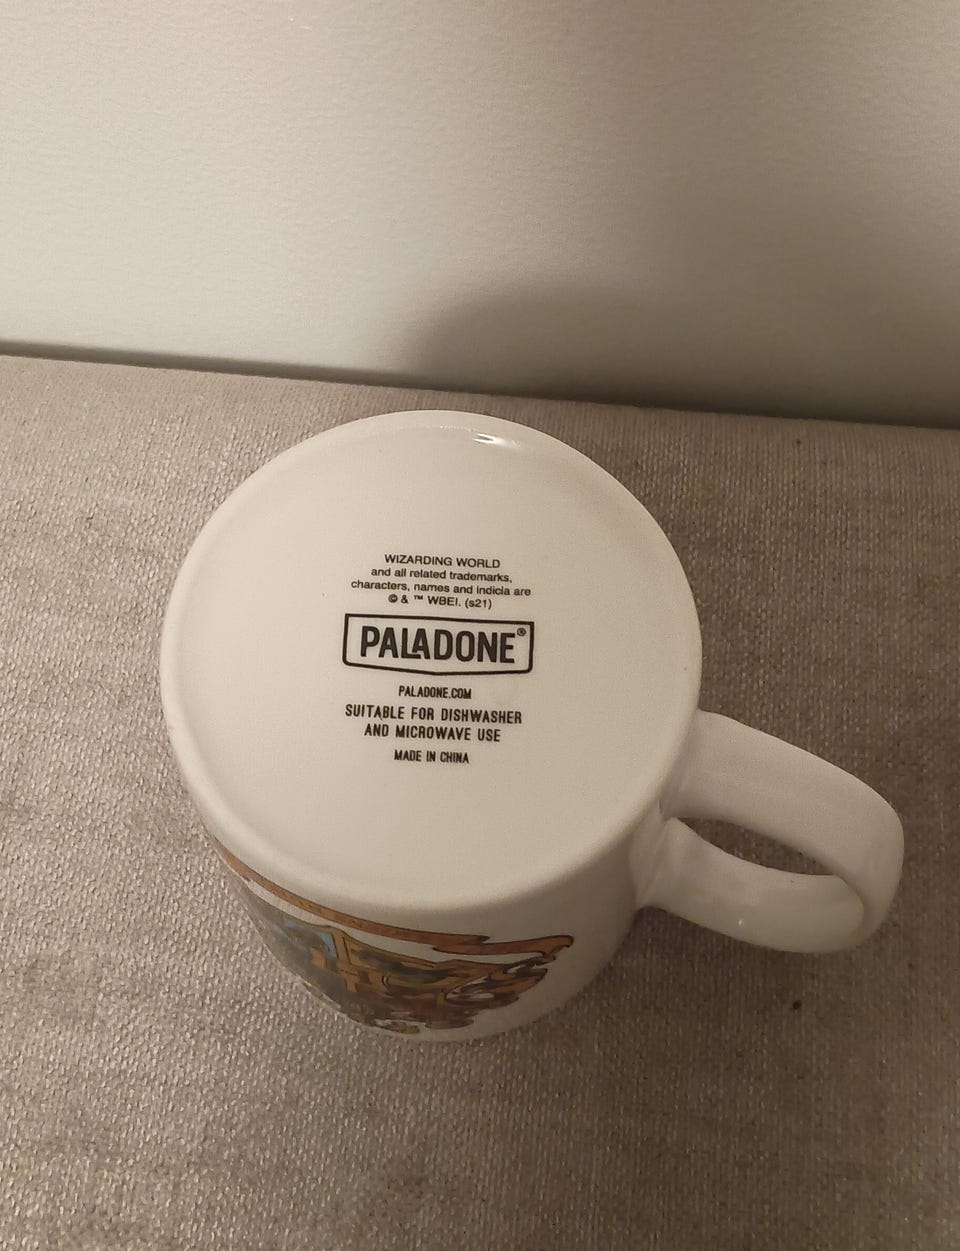 WIZARDING WORLD
and all related trademarks,
characters, names and indicia are
© & ™ WBEI. (s21)
PALADONE®
PALADONE.COM
SUITABLE FOR DISHWASHER
AND MICROWAVE USE
MADE IN CHINA